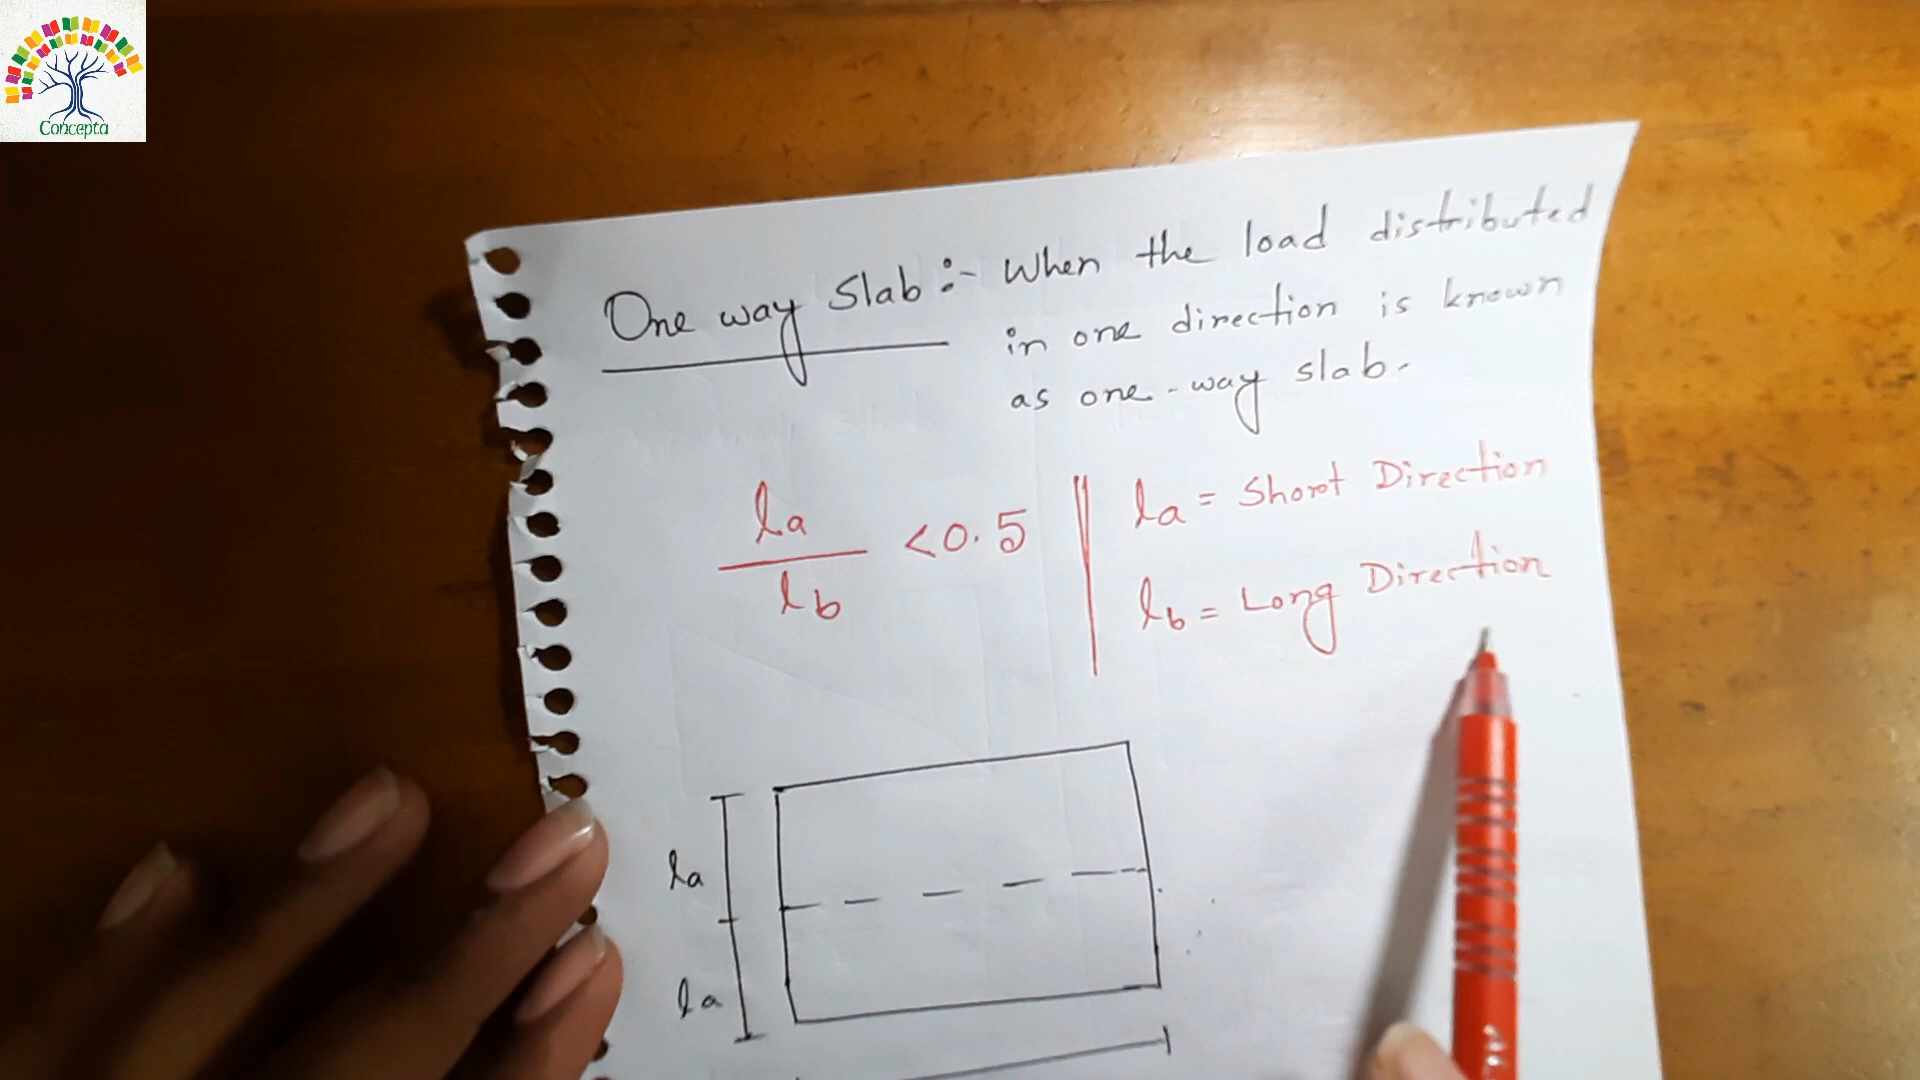 Concepta
One way Slab :- When the load distributed
in one direction is known
as one-way slab.
la/lb < 0.5
la = Short Direction
lb = Long Direction
la
la